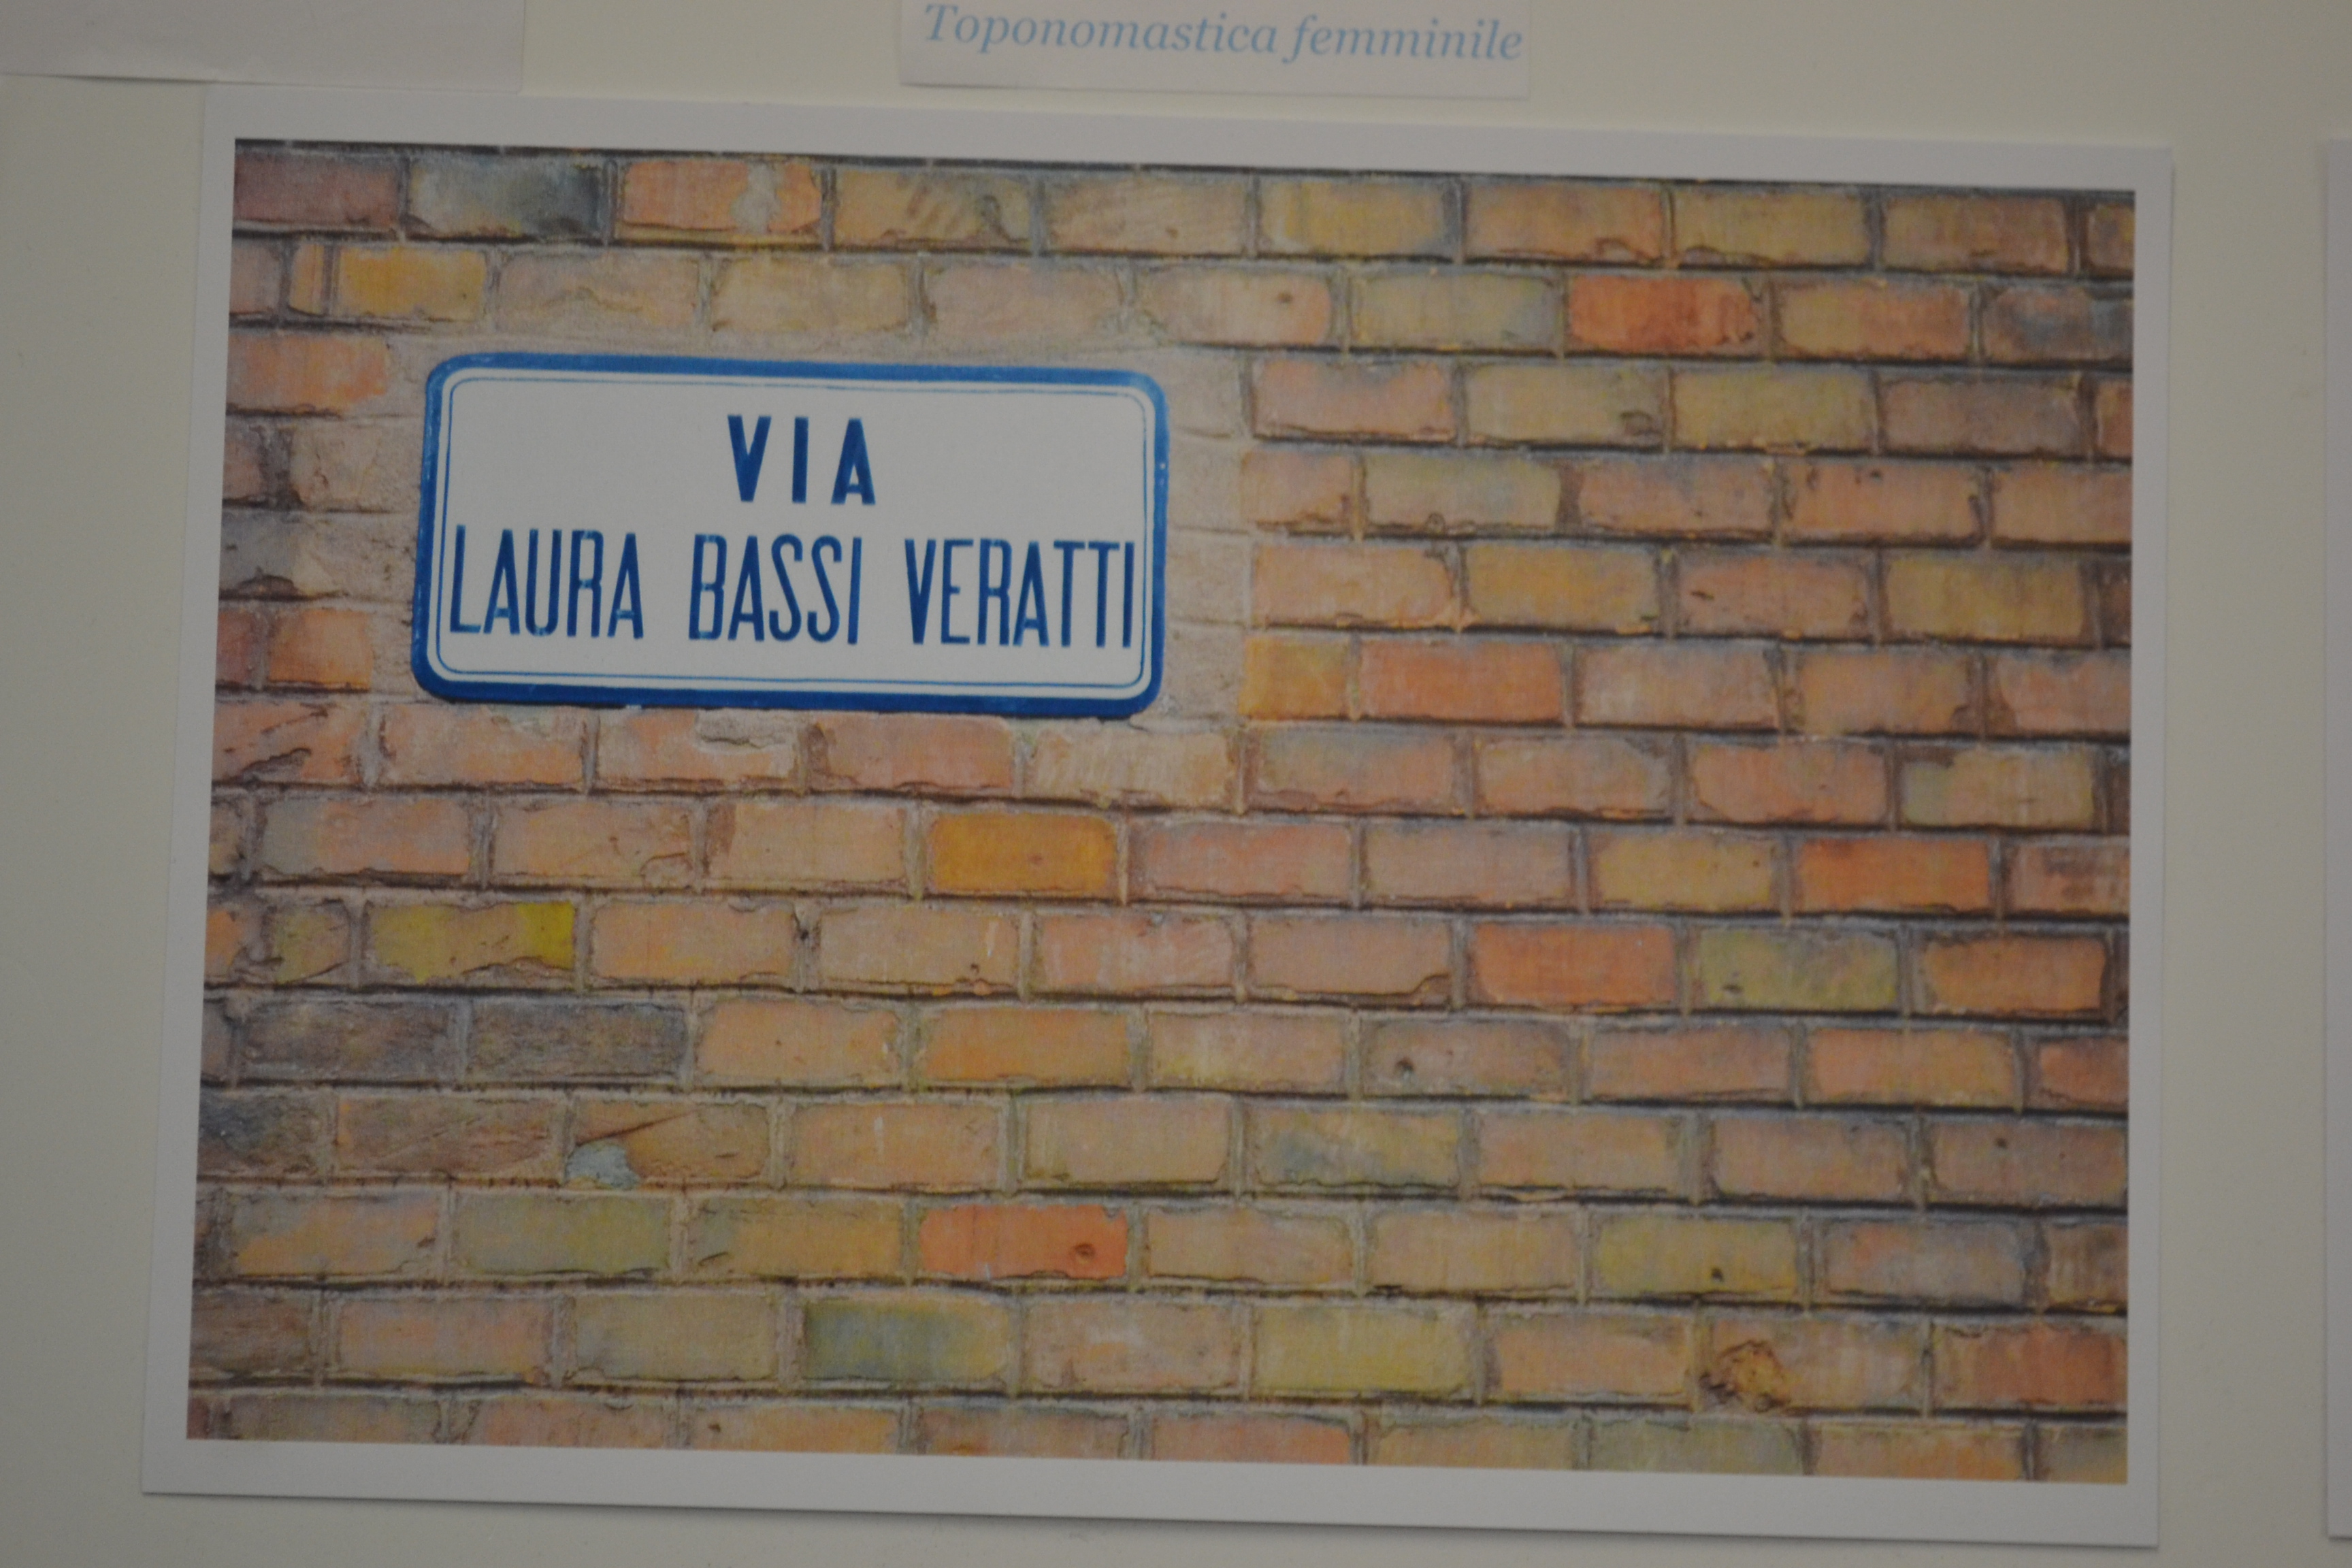 Toponomastica femminile
VIA
LAURA BASSI VERATTI